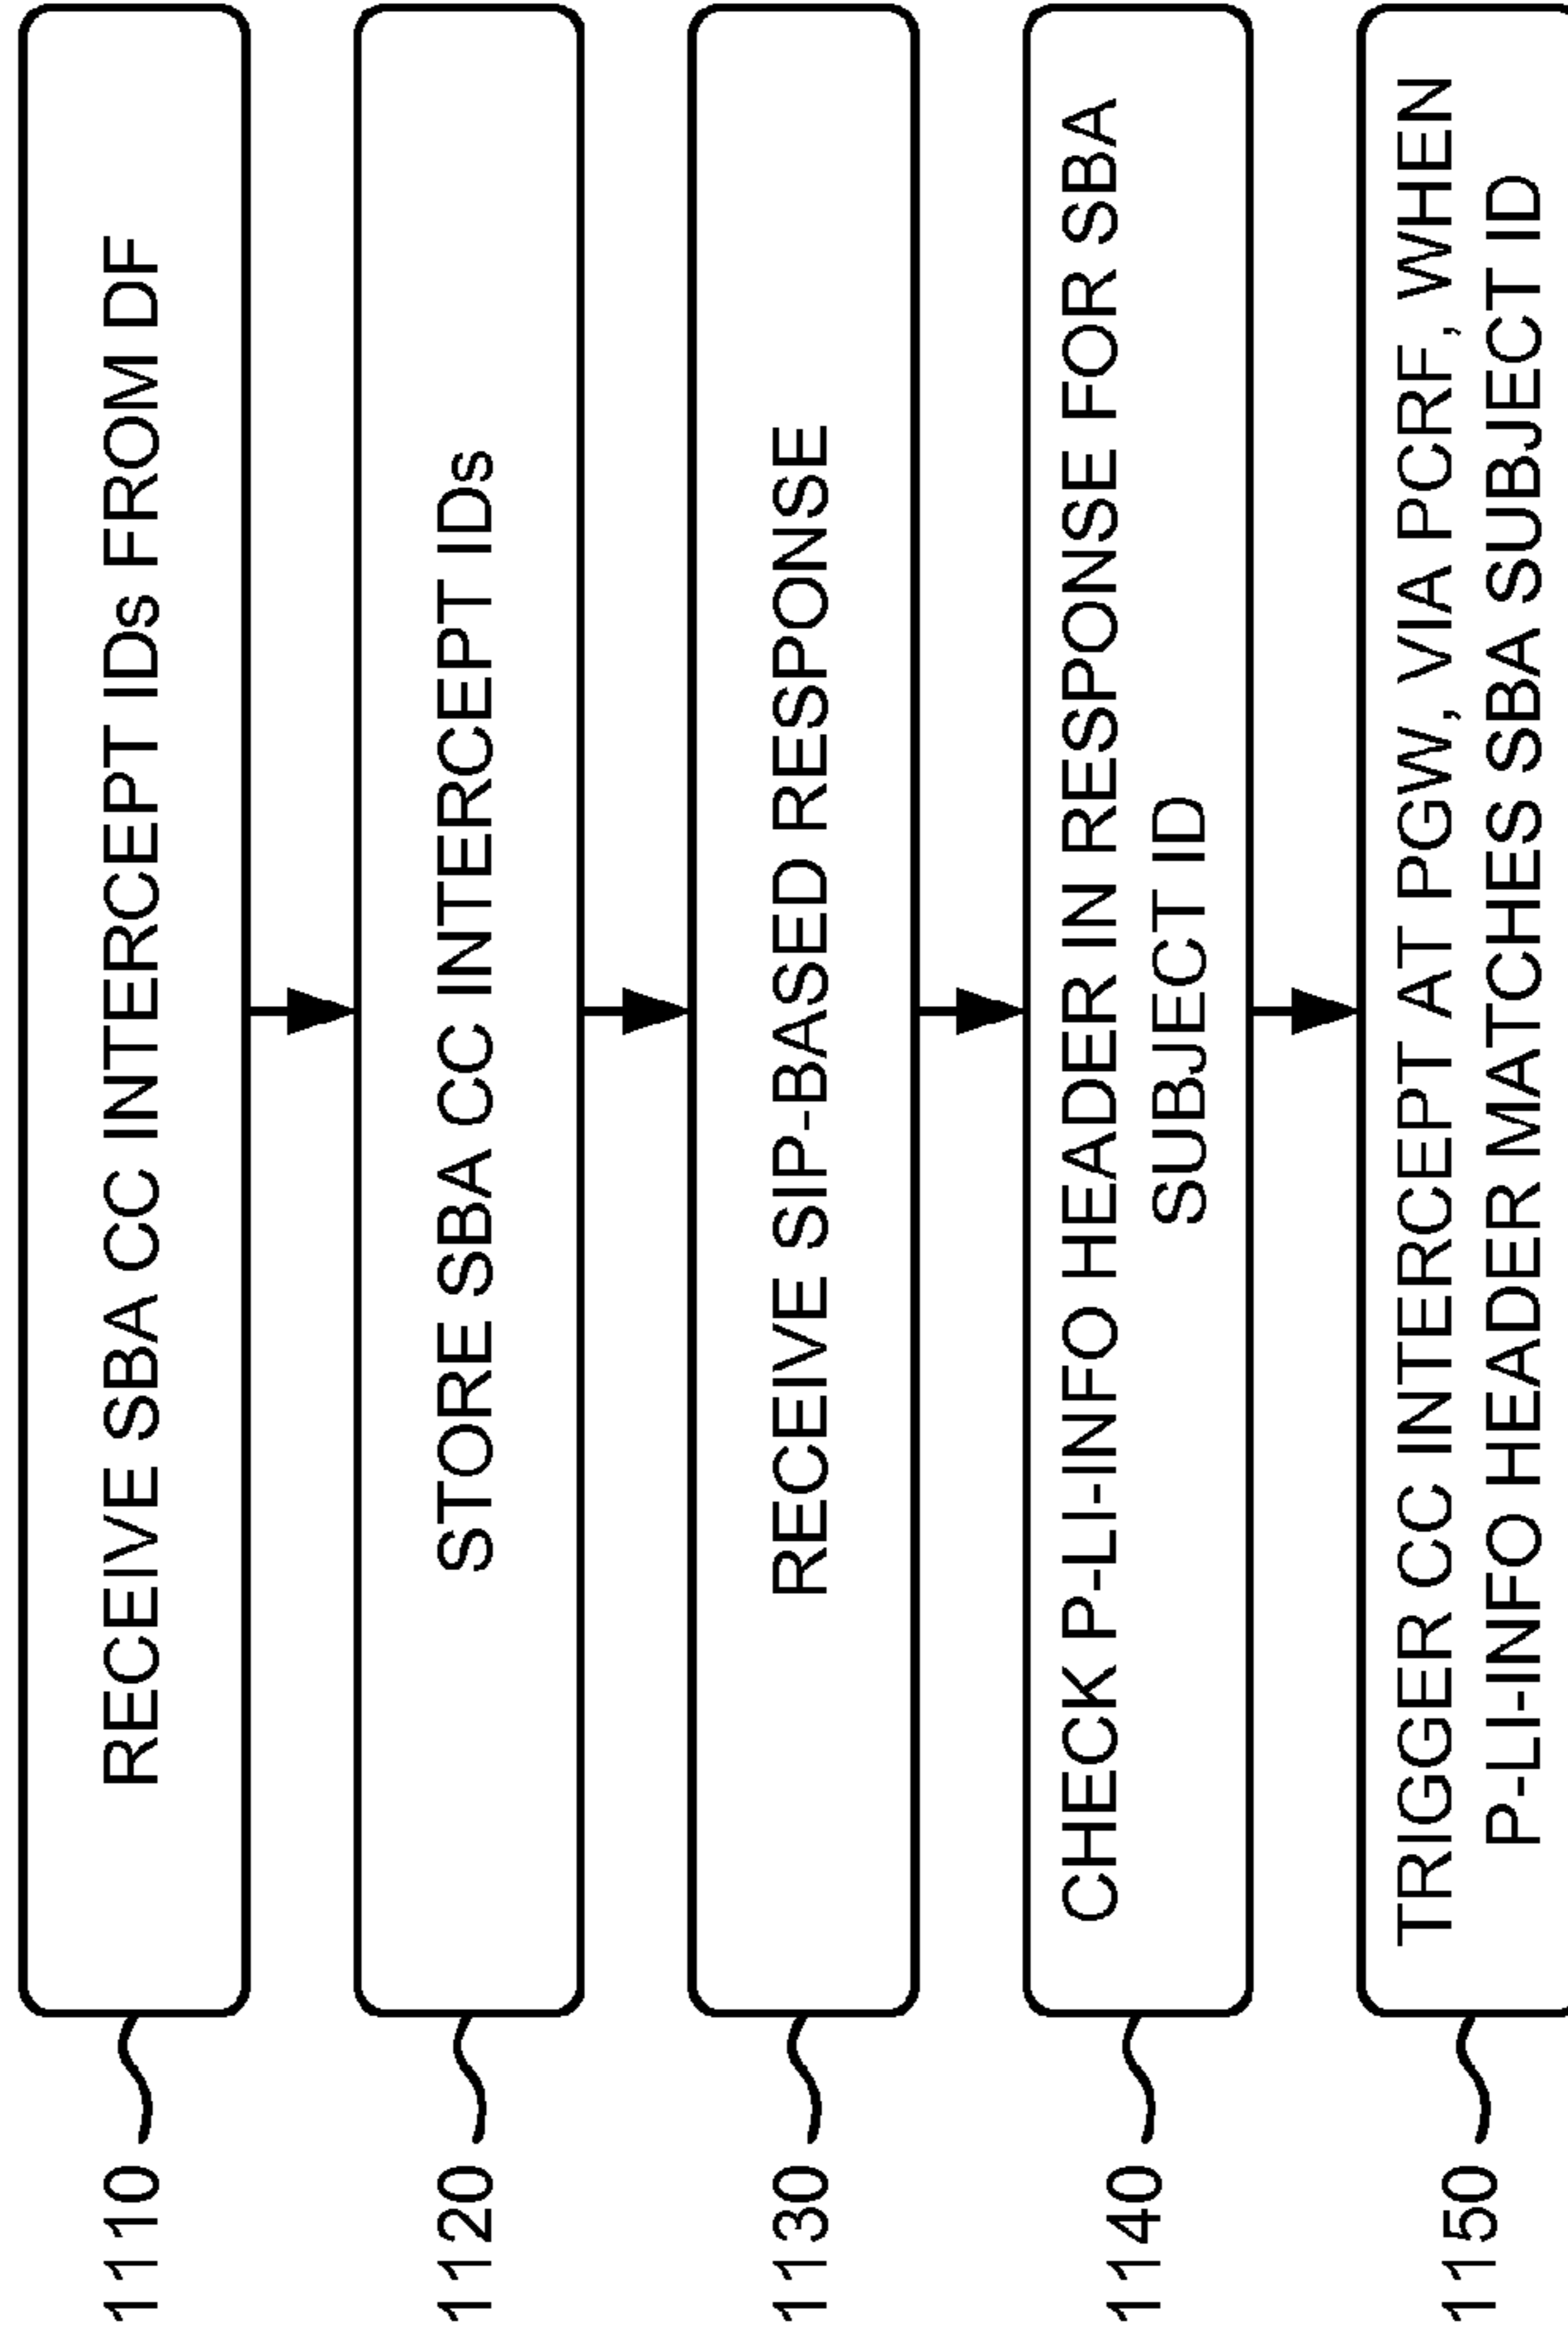 1110
RECEIVE SBA CC INTERCEPT IDs FROM DF
1120
STORE SBA CC INTERCEPT IDs
1130
RECEIVE SIP-BASED RESPONSE
1140
CHECK P-LI-INFO HEADER IN RESPONSE FOR SBA
SUBJECT ID
1150
TRIGGER CC INTERCEPT AT PGW, VIA PCRF, WHEN
P-LI-INFO HEADER MATCHES SBA SUBJECT ID